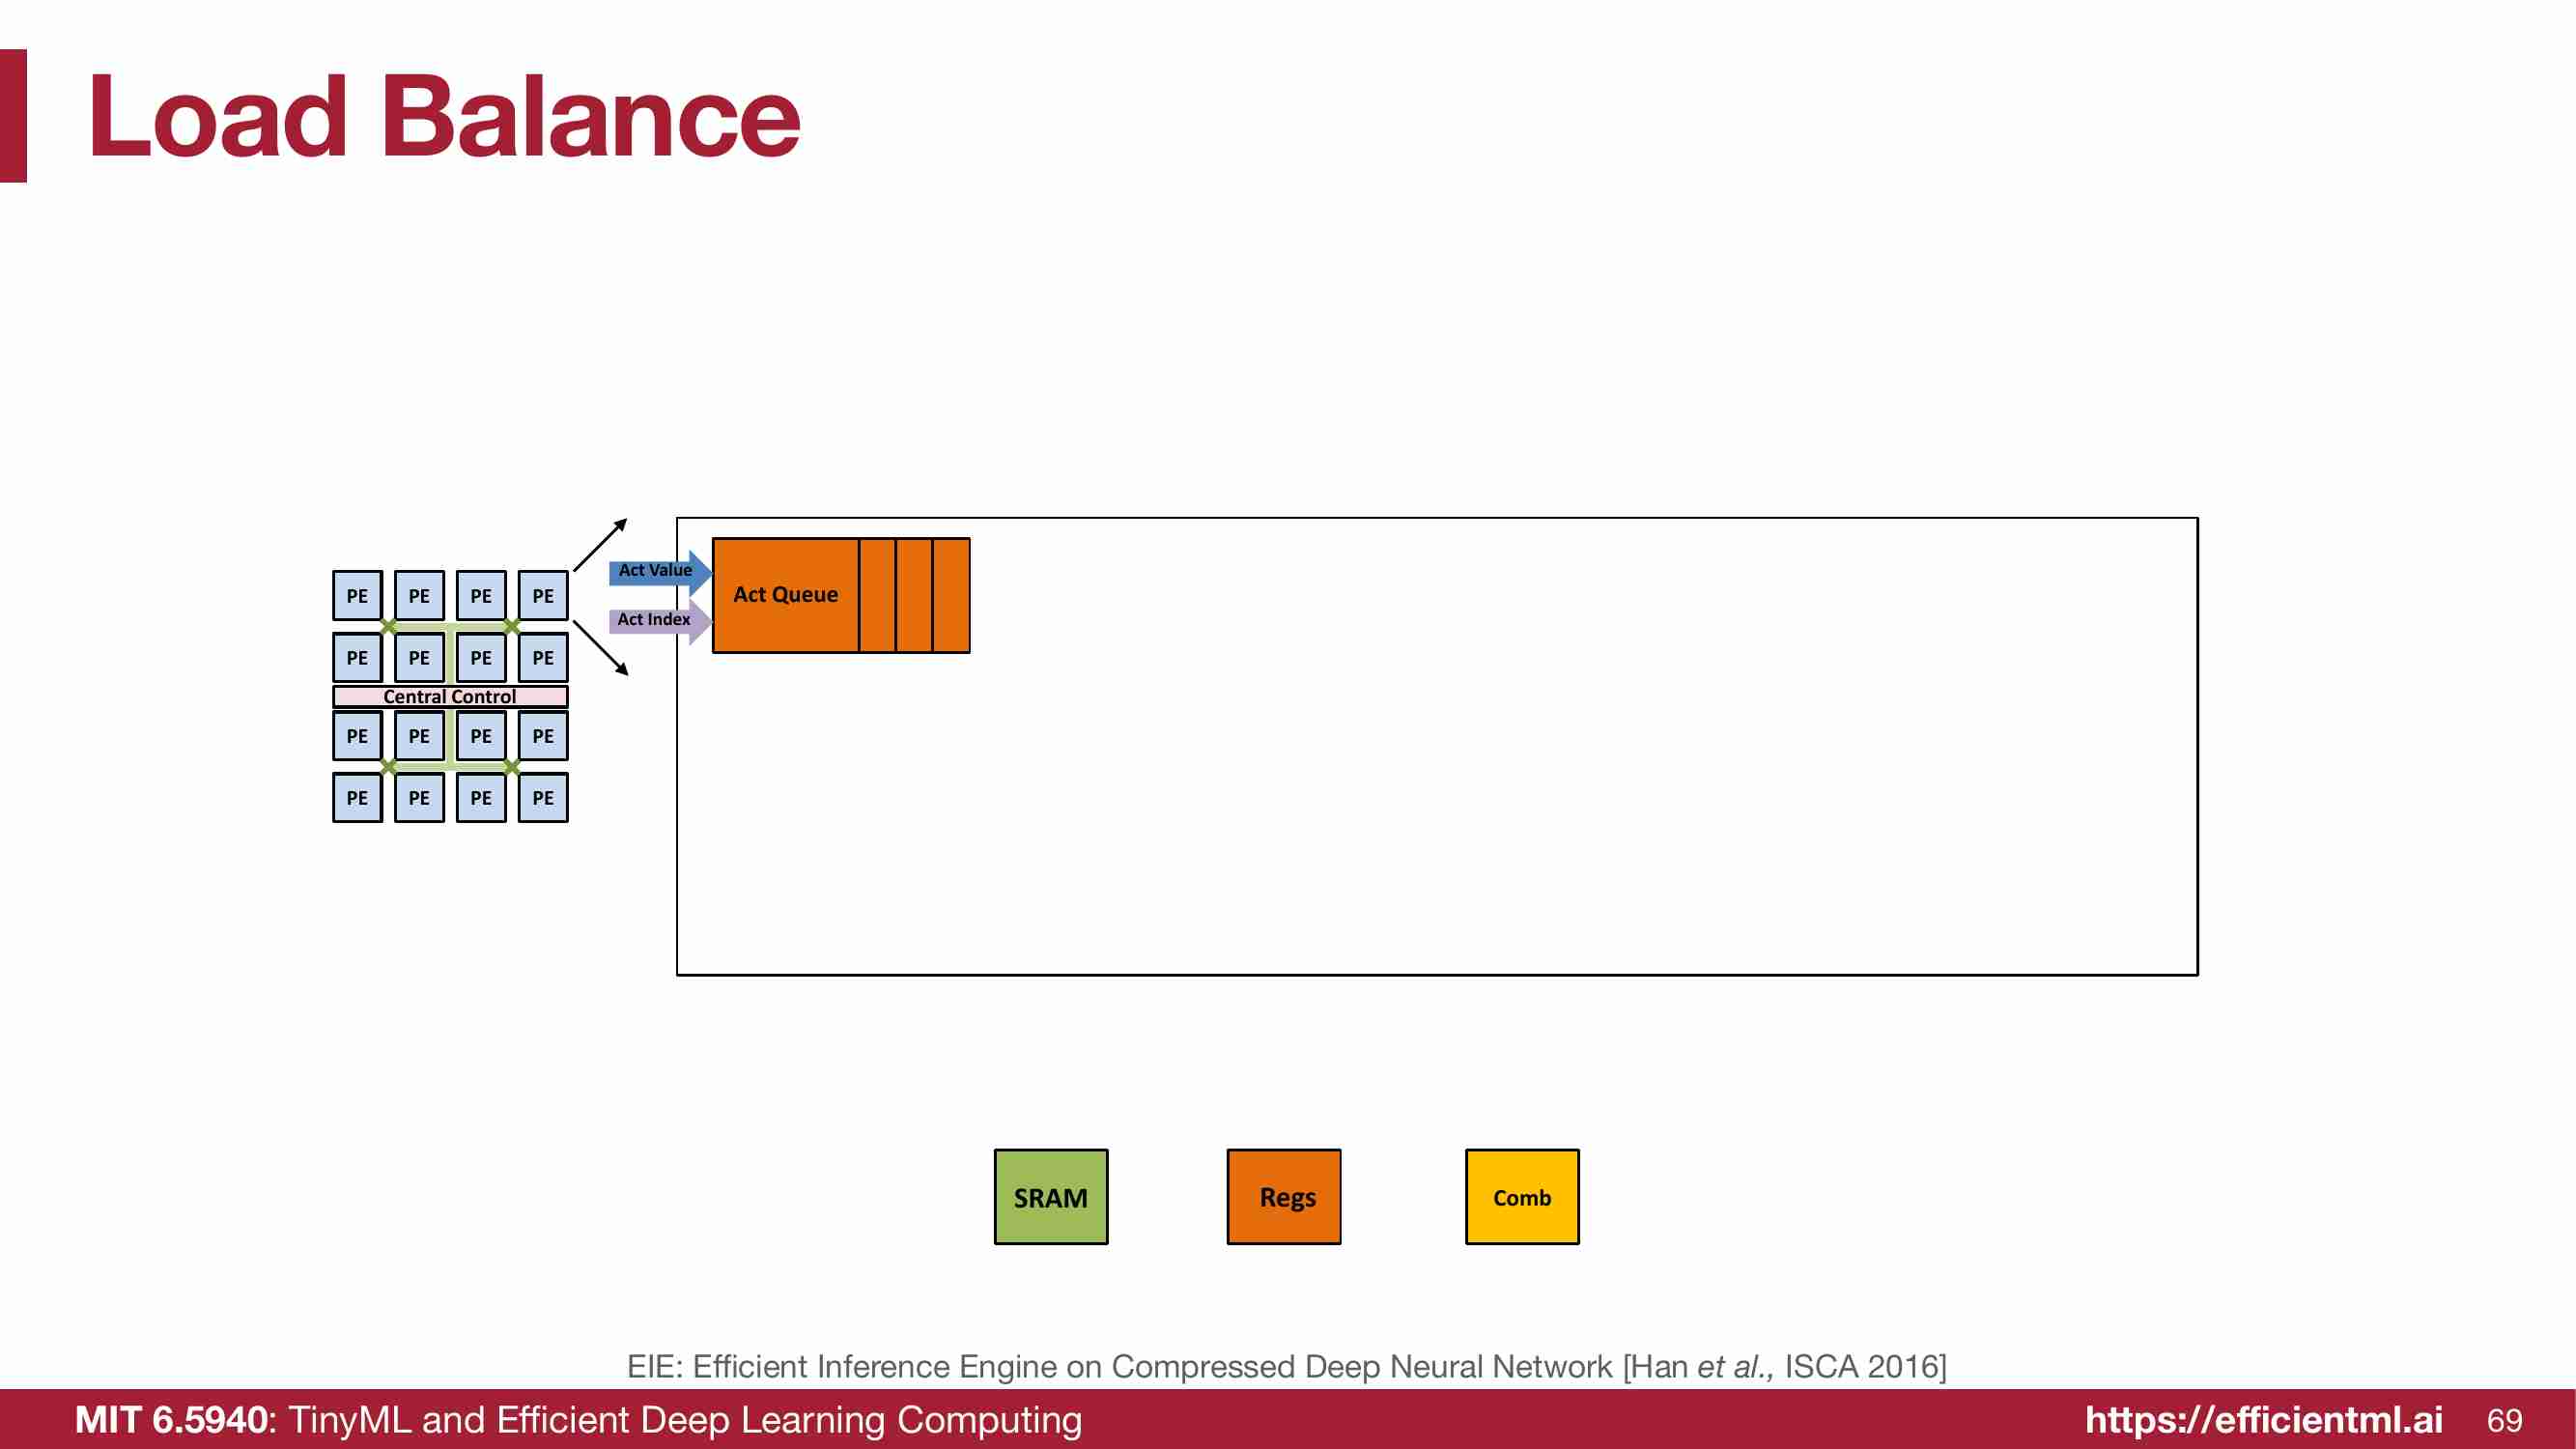 Load Balance
PE PE PE PE
PE PE PE PE
Central Control
PE PE PE PE
PE PE PE PE
Act Value
Act Index
Act Queue
SRAM
Regs
Comb
EIE: Efficient Inference Engine on Compressed Deep Neural Network [Han et al., ISCA 2016]
MIT 6.5940: TinyML and Efficient Deep Learning Computing
https://efficientml.ai
69